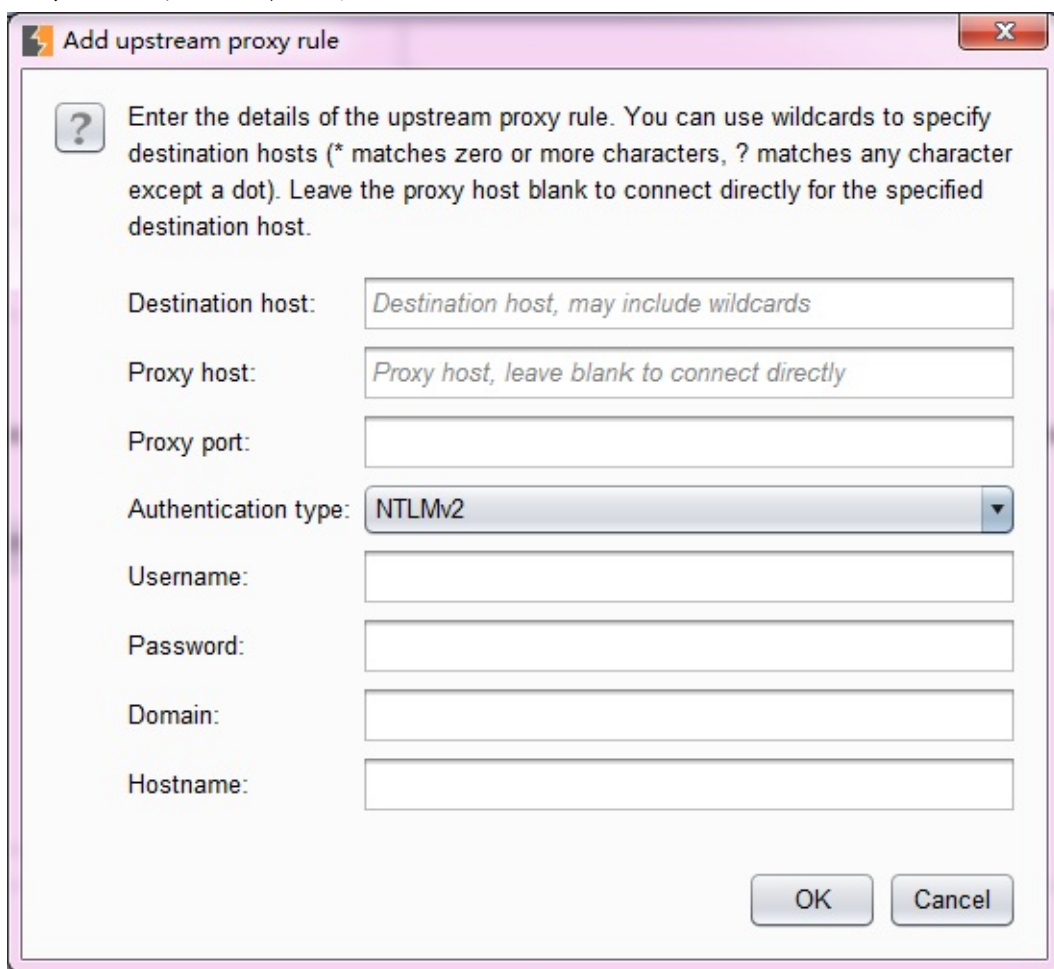 Add upstream proxy rule
Enter the details of the upstream proxy rule. You can use wildcards to specify
destination hosts (* matches zero or more characters, ? matches any character
except a dot). Leave the proxy host blank to connect directly for the specified
destination host.
Destination host: Destination host, may include wildcards
Proxy host: Proxy host, leave blank to connect directly
Proxy port:
Authentication type: NTLMv2
Username:
Password:
Domain:
Hostname:
OK Cancel